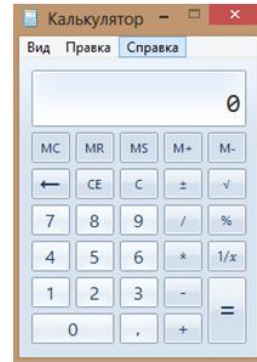 Калькулятор
Вид Правка Справка
0
MC MR MS M+ M-
← CE C ± √
7 8 9 / %
4 5 6 * 1/x
1 2 3 - =
0 , +